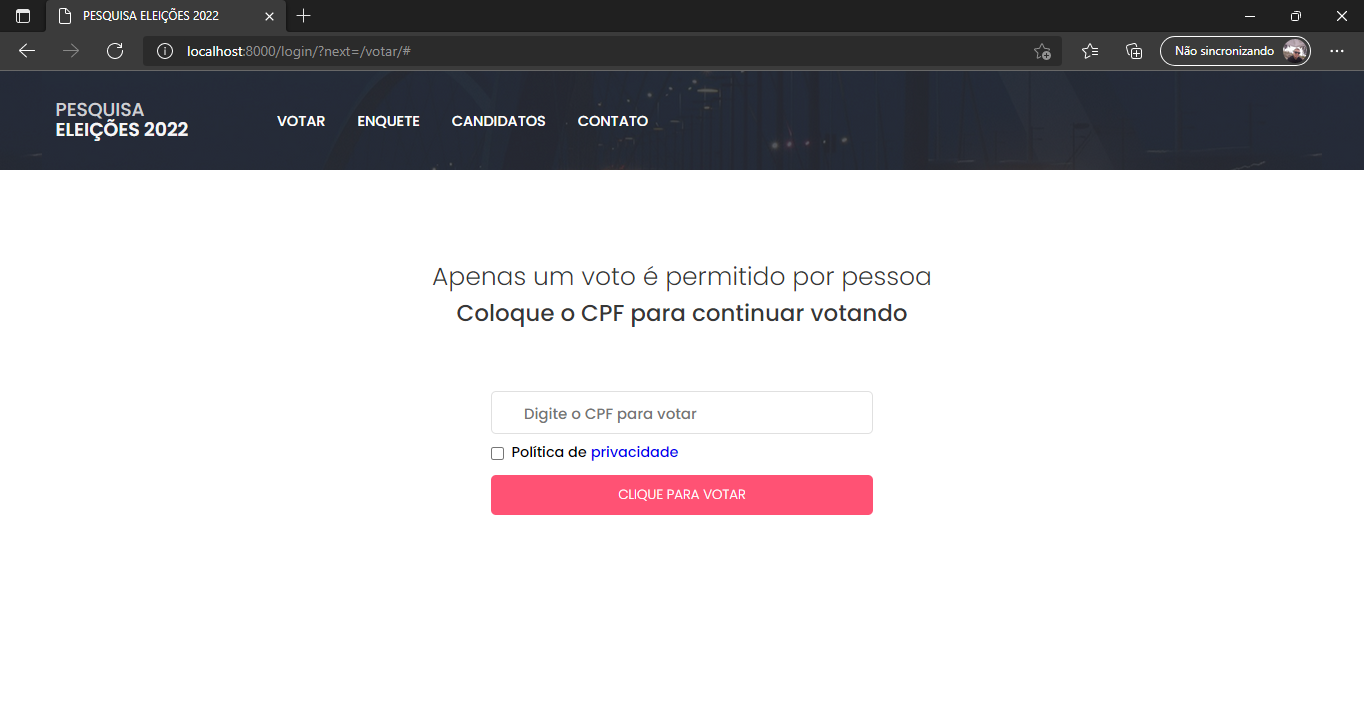 PESQUISA ELEIÇÕES 2022
localhost:8000/login/?next=/votar/#
Não sincronizando
PESQUISA
ELEIÇÕES 2022
VOTAR
ENQUETE
CANDIDATOS
CONTATO
Apenas um voto é permitido por pessoa
Coloque o CPF para continuar votando
Digite o CPF para votar
Política de privacidade
CLIQUE PARA VOTAR